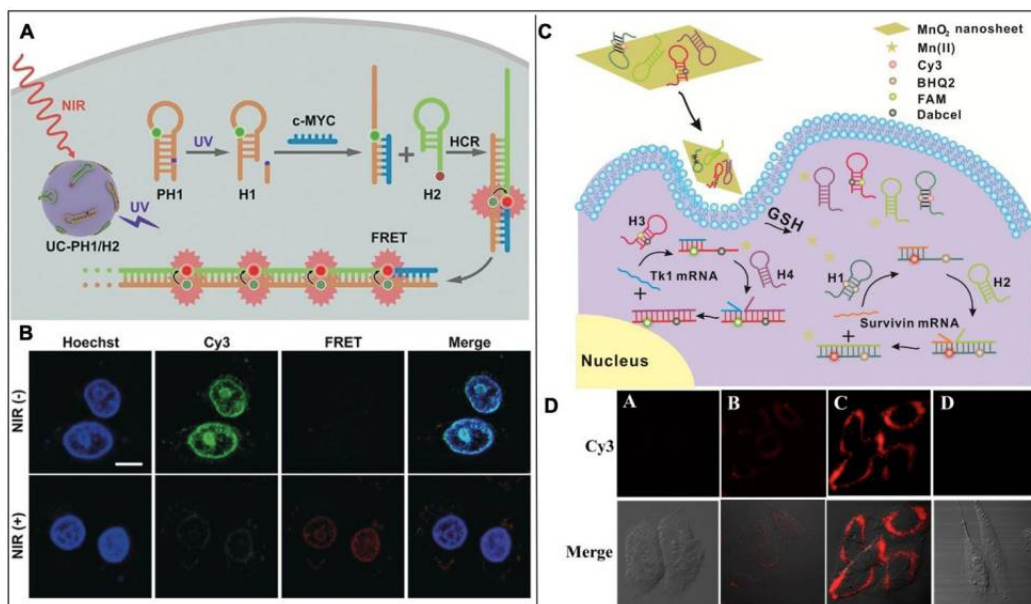 A
NIR
UC-PH1/H2
UV
PH1
UV
H1
c-MYC
H2
HCR
FRET
B
Hoechst
Cy3
FRET
Merge
NIR (-)
NIR (+)
C
MnO2 nanosheet
Mn(II)
Cy3
BHQ2
FAM
Dabcel
GSH
H3
Tk1 mRNA
H4
H1
H2
Survivin mRNA
Nucleus
D
A
B
C
D
Cy3
Merge